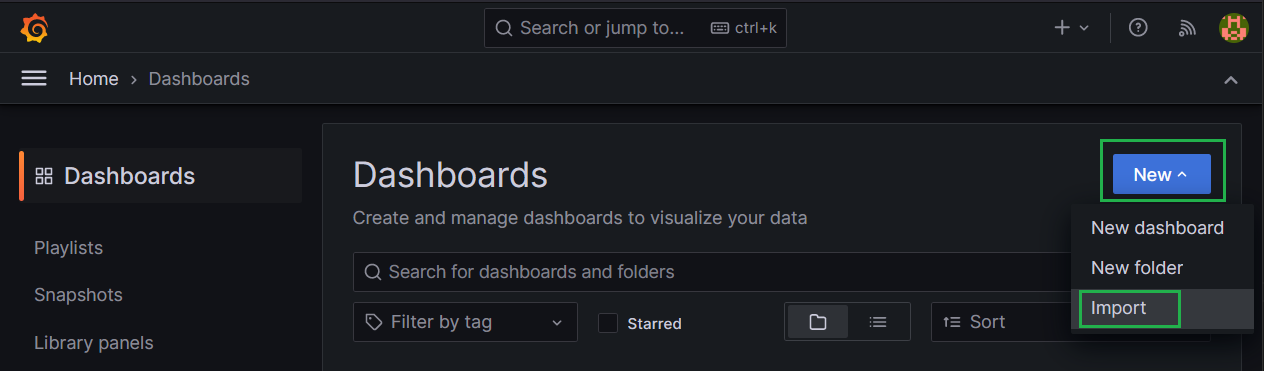 Search or jump to... ctrl+k
Home > Dashboards
Dashboards
Playlists
Snapshots
Library panels
Dashboards
Create and manage dashboards to visualize your data
Search for dashboards and folders
Filter by tag
Starred
Sort
New
New dashboard
New folder
Import